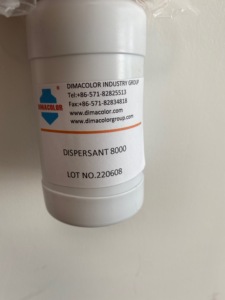 DIMACOLOR INDUSTRY GROUP
Tel:+86-571-82825513
Fax:+86-571-82834818
www.dimacolor.com
www.dimacolorgroup.com
DIMACOLOR
DISPERSANT 8000
LOT NO.220608